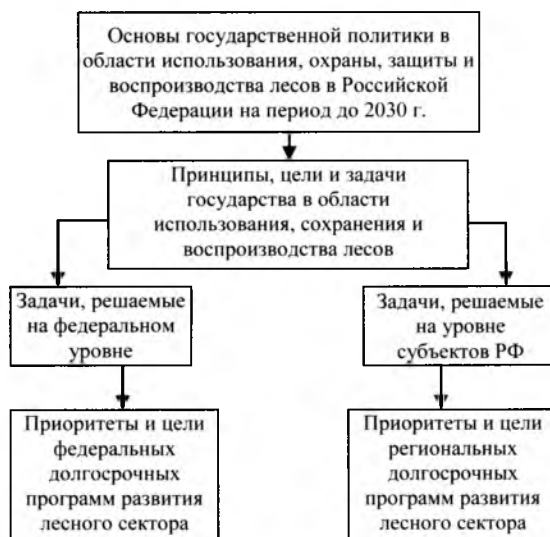 Основы государственной политики в
области использования, охраны, защиты и
воспроизводства лесов в Российской
Федерации на период до 2030 г.
Принципы, цели и задачи
государства в области
использования, сохранения и
воспроизводства лесов
Задачи, решаемые
на федеральном
уровне
Задачи, решаемые
на уровне
субъектов РФ
Приоритеты и цели
федеральных
долгосрочных
программ развития
лесного сектора
Приоритеты и цели
региональных
долгосрочных
программ развития
лесного сектора